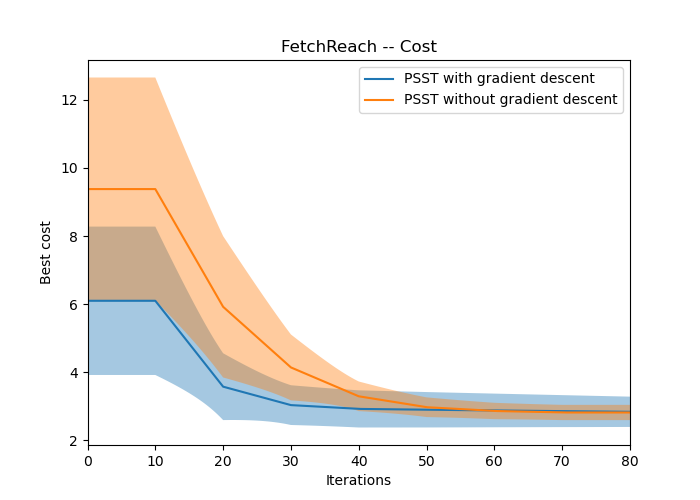 FetchReach -- Cost
PSST with gradient descent
PSST without gradient descent
Best cost
12
10
8
6
4
2
0 10 20 30 40 50 60 70 80
Iterations